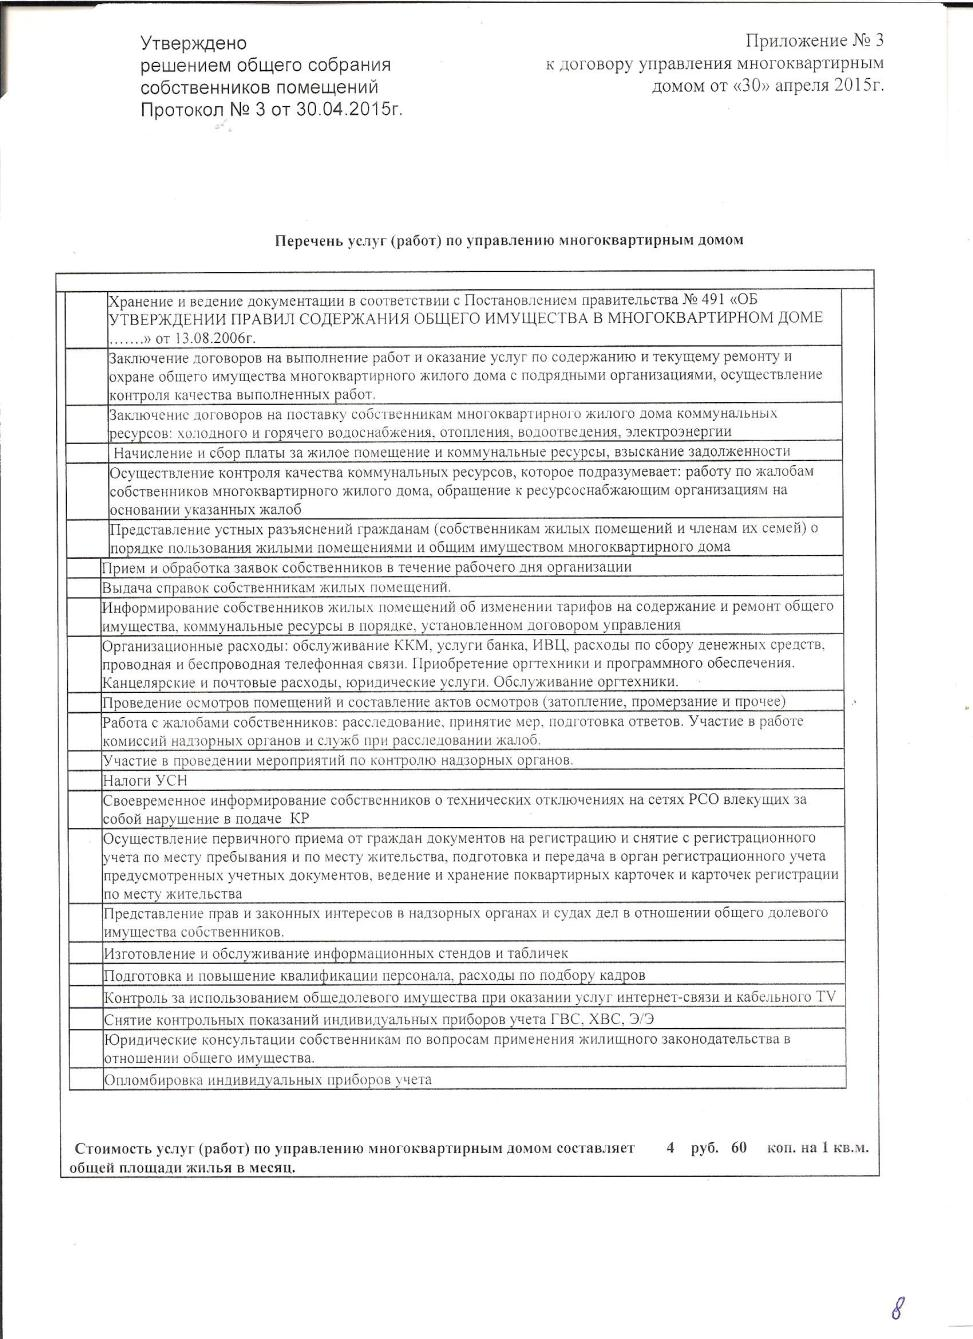 Утверждено
решением общего собрания
собственников помещений
Протокол № 3 от 30.04.2015г.
Приложение № 3
к договору управления многоквартирным
домом от «30» апреля 2015г.
Перечень услуг (работ) по управлению многоквартирным домом
Хранение и ведение документации в соответствии с Постановлением правительства № 491 «ОБ
УТВЕРЖДЕНИИ ПРАВИЛ СОДЕРЖАНИЯ ОБЩЕГО ИМУЩЕСТВА В МНОГОКВАРТИРНОМ ДОМЕ
…….» от 13.08.2006г.
Заключение договоров на выполнение работ и оказание услуг по содержанию и текущему ремонту и
охране общего имущества многоквартирного жилого дома с подрядными организациями, осуществление
контроля качества выполненных работ.
Заключение договоров на поставку собственникам многоквартирного жилого дома коммунальных
ресурсов: холодного и горячего водоснабжения, отопления, водоотведения, электроэнергии
Начисление и сбор платы за жилое помещение и коммунальные ресурсы, взыскание задолженности
Осуществление контроля качества коммунальных ресурсов, которое подразумевает: работу по жалобам
собственников многоквартирного жилого дома, обращение к ресурсоснабжающим организациям на
основании указанных жалоб
Представление устных разъяснений гражданам (собственникам жилых помещений и членам их семей) о
порядке пользования жилыми помещениями и общим имуществом многоквартирного дома
Прием и обработка заявок собственников в течение рабочего дня организации
Выдача справок собственникам жилых помещений.
Информирование собственников жилых помещений об изменении тарифов на содержание и ремонт общего
имущества, коммунальные ресурсы в порядке, установленном договором управления
Организационные расходы: обслуживание ККМ, услуги банка, ИВЦ, расходы по сбору денежных средств,
проводная и беспроводная телефонная связи. Приобретение оргтехники и программного обеспечения.
Канцелярские и почтовые расходы, юридические услуги. Обслуживание оргтехники.
Проведение осмотров помещений и составление актов осмотров (затопление, промерзание и прочее)
Работа с жалобами собственников: расследование, принятие мер, подготовка ответов. Участие в работе
комиссий надзорных органов и служб при расследовании жалоб.
Участие в проведении мероприятий по контролю надзорных органов.
Налоги УСН
Своевременное информирование собственников о технических отключениях на сетях РСО влекущих за
собой нарушение в подаче КР
Осуществление первичного приема от граждан документов на регистрацию и снятие с регистрационного
учета по месту пребывания и по месту жительства, подготовка и передача в орган регистрационного учета
предусмотренных учетных документов, ведение и хранение поквартирных карточек и карточек регистрации
по месту жительства
Представление прав и законных интересов в надзорных органах и судах дел в отношении общего долевого
имущества собственников.
Изготовление и обслуживание информационных стендов и табличек
Подготовка и повышение квалификации персонала, расходы по подбору кадров
Контроль за использованием общедолевого имущества при оказании услуг интернет-связи и кабельного TV
Снятие контрольных показаний индивидуальных приборов учета ГВС, ХВС, Э/Э
Юридические консультации собственникам по вопросам применения жилищного законодательства в
отношении общего имущества.
Опломбировка индивидуальных приборов учета
Стоимость услуг (работ) по управлению многоквартирным домом составляет 4 руб. 60 коп. на 1 кв.м.
общей площади жилья в месяц.
8